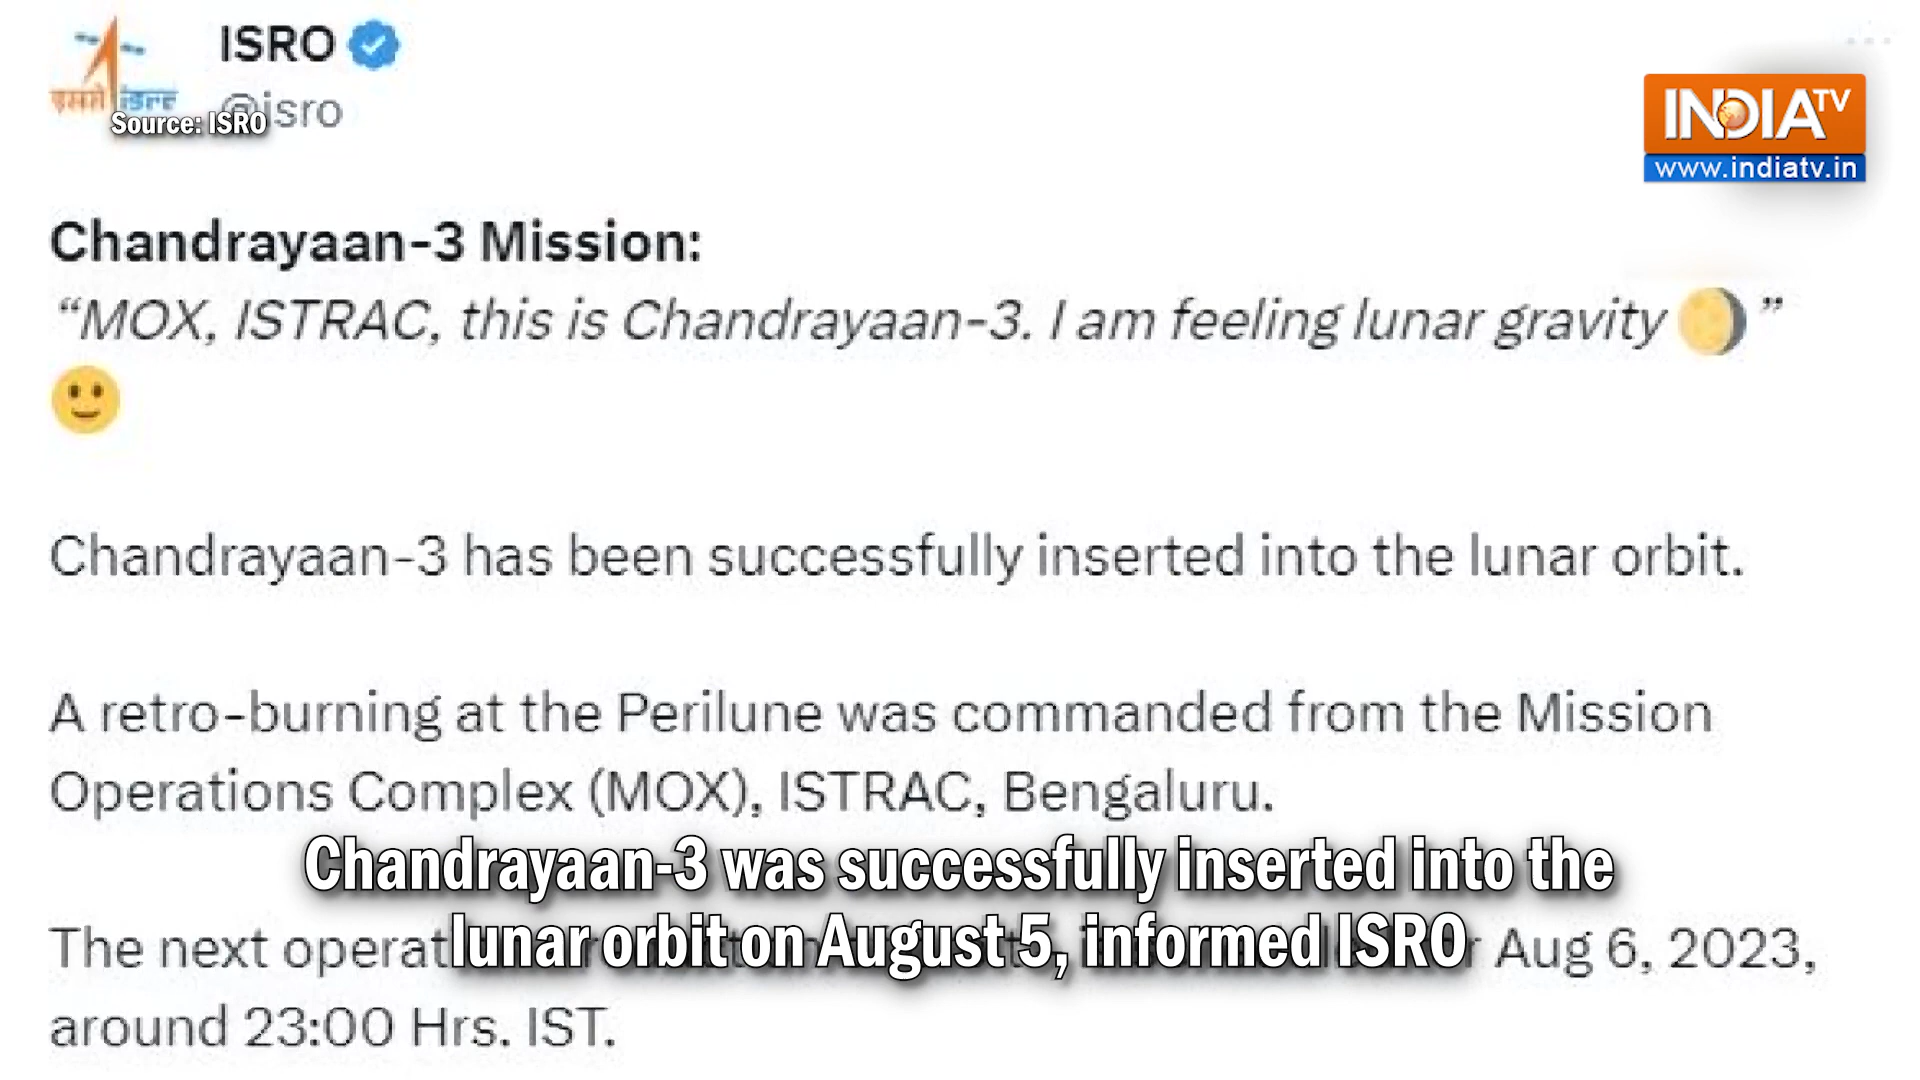 ISRO
इसरो isro
@isro
Source: ISRO
INDIA TV
www.indiatv.in
Chandrayaan-3 Mission:
“MOX, ISTRAC, this is Chandrayaan-3. I am feeling lunar gravity 🌖”
🙂
Chandrayaan-3 has been successfully inserted into the lunar orbit.
A retro-burning at the Perilune was commanded from the Mission
Operations Complex (MOX), ISTRAC, Bengaluru.
Chandrayaan-3 was successfully inserted into the
lunar orbit on August 5, informed ISRO
The next Aug 6, 2023,
around 23:00 Hrs. IST.